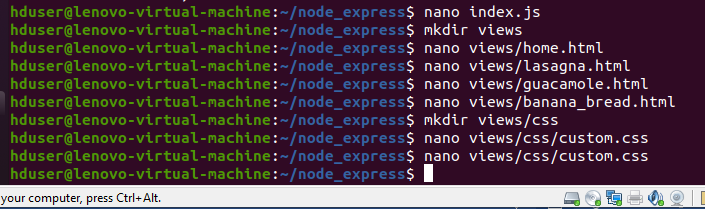 hduser@lenovo-virtual-machine:~/node_express$ nano index.js
hduser@lenovo-virtual-machine:~/node_express$ mkdir views
hduser@lenovo-virtual-machine:~/node_express$ nano views/home.html
hduser@lenovo-virtual-machine:~/node_express$ nano views/lasagna.html
hduser@lenovo-virtual-machine:~/node_express$ nano views/guacamole.html
hduser@lenovo-virtual-machine:~/node_express$ nano views/banana_bread.html
hduser@lenovo-virtual-machine:~/node_express$ mkdir views/css
hduser@lenovo-virtual-machine:~/node_express$ nano views/css/custom.css
hduser@lenovo-virtual-machine:~/node_express$ nano views/css/custom.css
hduser@lenovo-virtual-machine:~/node_express$
your computer, press Ctrl+Alt.